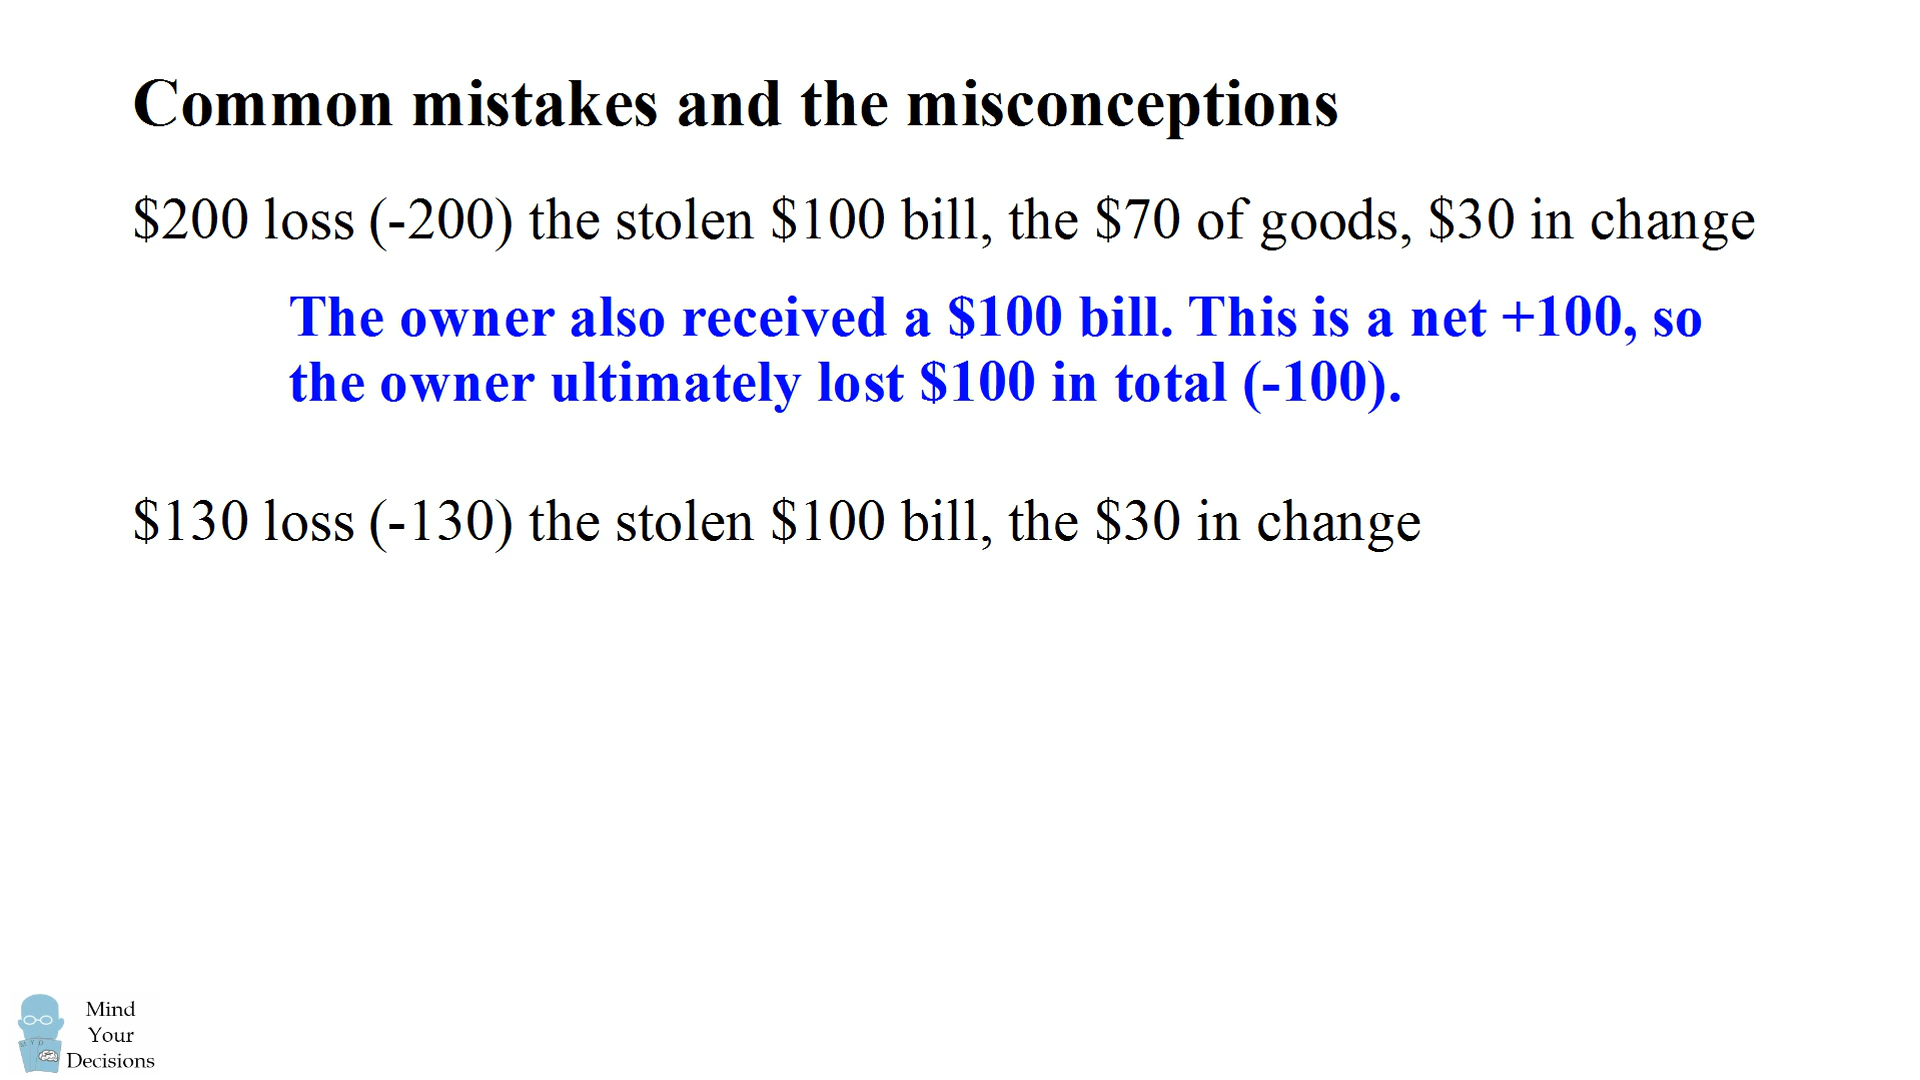 Common mistakes and the misconceptions
$200 loss (-200) the stolen $100 bill, the $70 of goods, $30 in change
The owner also received a $100 bill. This is a net +100, so
the owner ultimately lost $100 in total (-100).
$130 loss (-130) the stolen $100 bill, the $30 in change
Mind
Your
Decisions